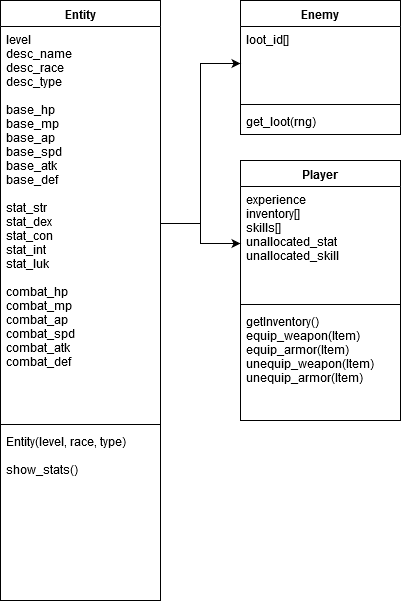 Entity
level
desc_name
desc_race
desc_type
base_hp
base_mp
base_ap
base_spd
base_atk
base_def
stat_str
stat_dex
stat_con
stat_int
stat_luk
combat_hp
combat_mp
combat_ap
combat_spd
combat_atk
combat_def
Entity(level, race, type)
show_stats()
Enemy
loot_id[]
get_loot(rng)
Player
experience
inventory[]
skills[]
unallocated_stat
unallocated_skill
getInventory()
equip_weapon(Item)
equip_armor(Item)
unequip_weapon(Item)
unequip_armor(Item)